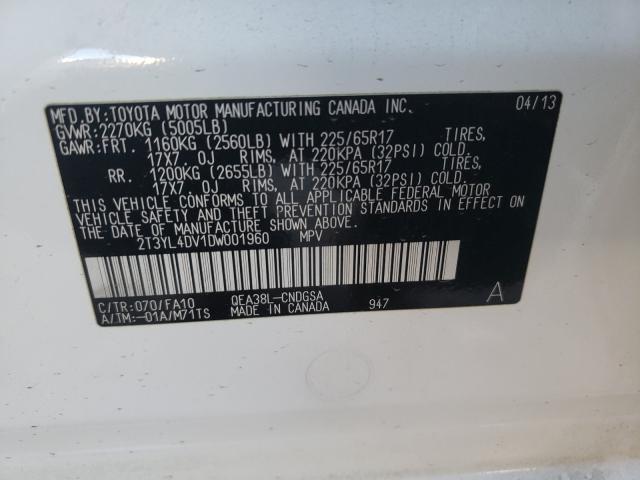 MFD.BY:TOYOTA MOTOR MANUFACTURING CANADA INC. 04/13
GVWR:2270KG (5005LB)
GAWR:FRT. 1160KG (2560LB) WITH 225/65R17 TIRES,
17X7.0J RIMS, AT 220KPA (32PSI) COLD.
RR. 1200KG (2655LB) WITH 225/65R17 TIRES,
17X7.0J RIMS, AT 220KPA (32PSI) COLD.
THIS VEHICLE CONFORMS TO ALL APPLICABLE FEDERAL MOTOR
VEHICLE SAFETY AND THEFT PREVENTION STANDARDS IN EFFECT ON
THE DATE OF MANUFACTURE SHOWN ABOVE.
2T3YL4DV1DW001960 MPV
C/TR:070/FA10 QEA38L-CNDGSA A
A/TM:-01A/M71TS MADE IN CANADA 947